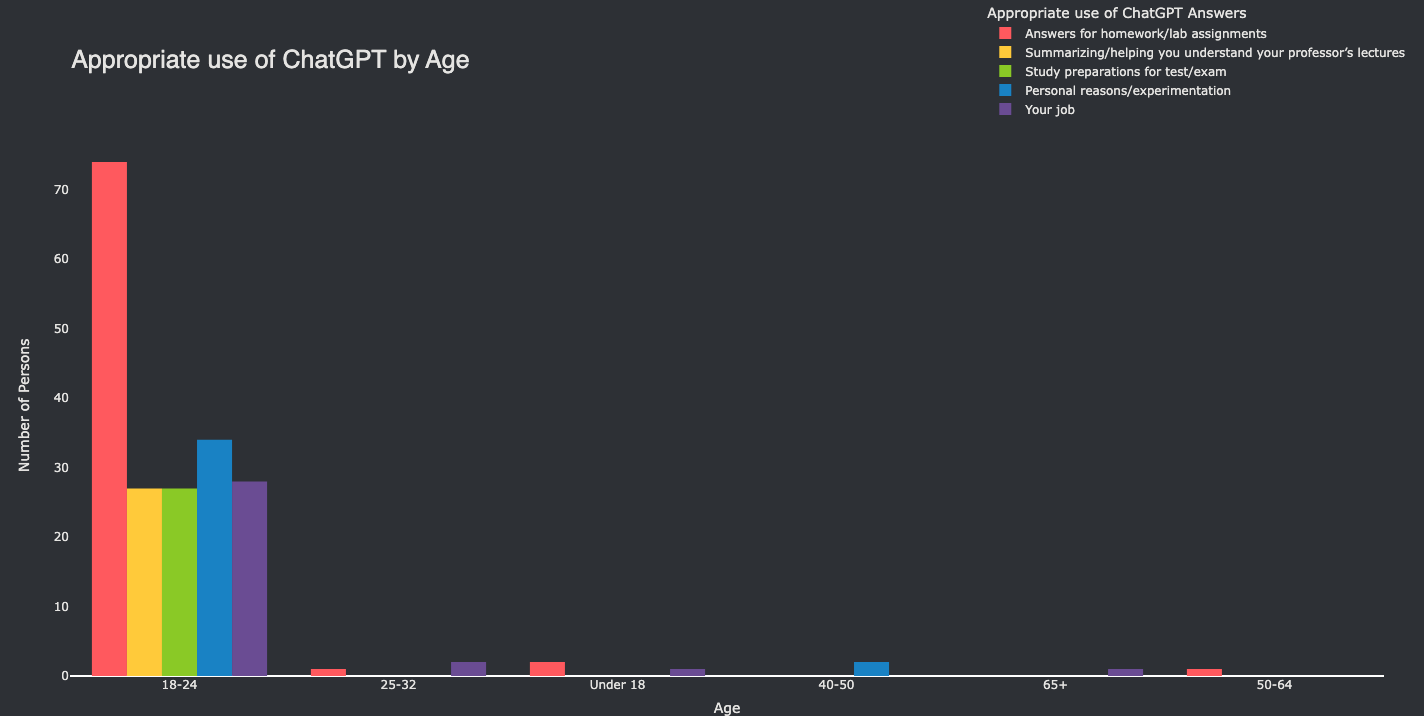 Appropriate use of ChatGPT Answers
Answers for homework/lab assignments
Summarizing/helping you understand your professor’s lectures
Study preparations for test/exam
Personal reasons/experimentation
Your job
Appropriate use of ChatGPT by Age
70
60
50
40
30
20
10
0
Number of Persons
18-24 25-32 Under 18 40-50 65+ 50-64
Age